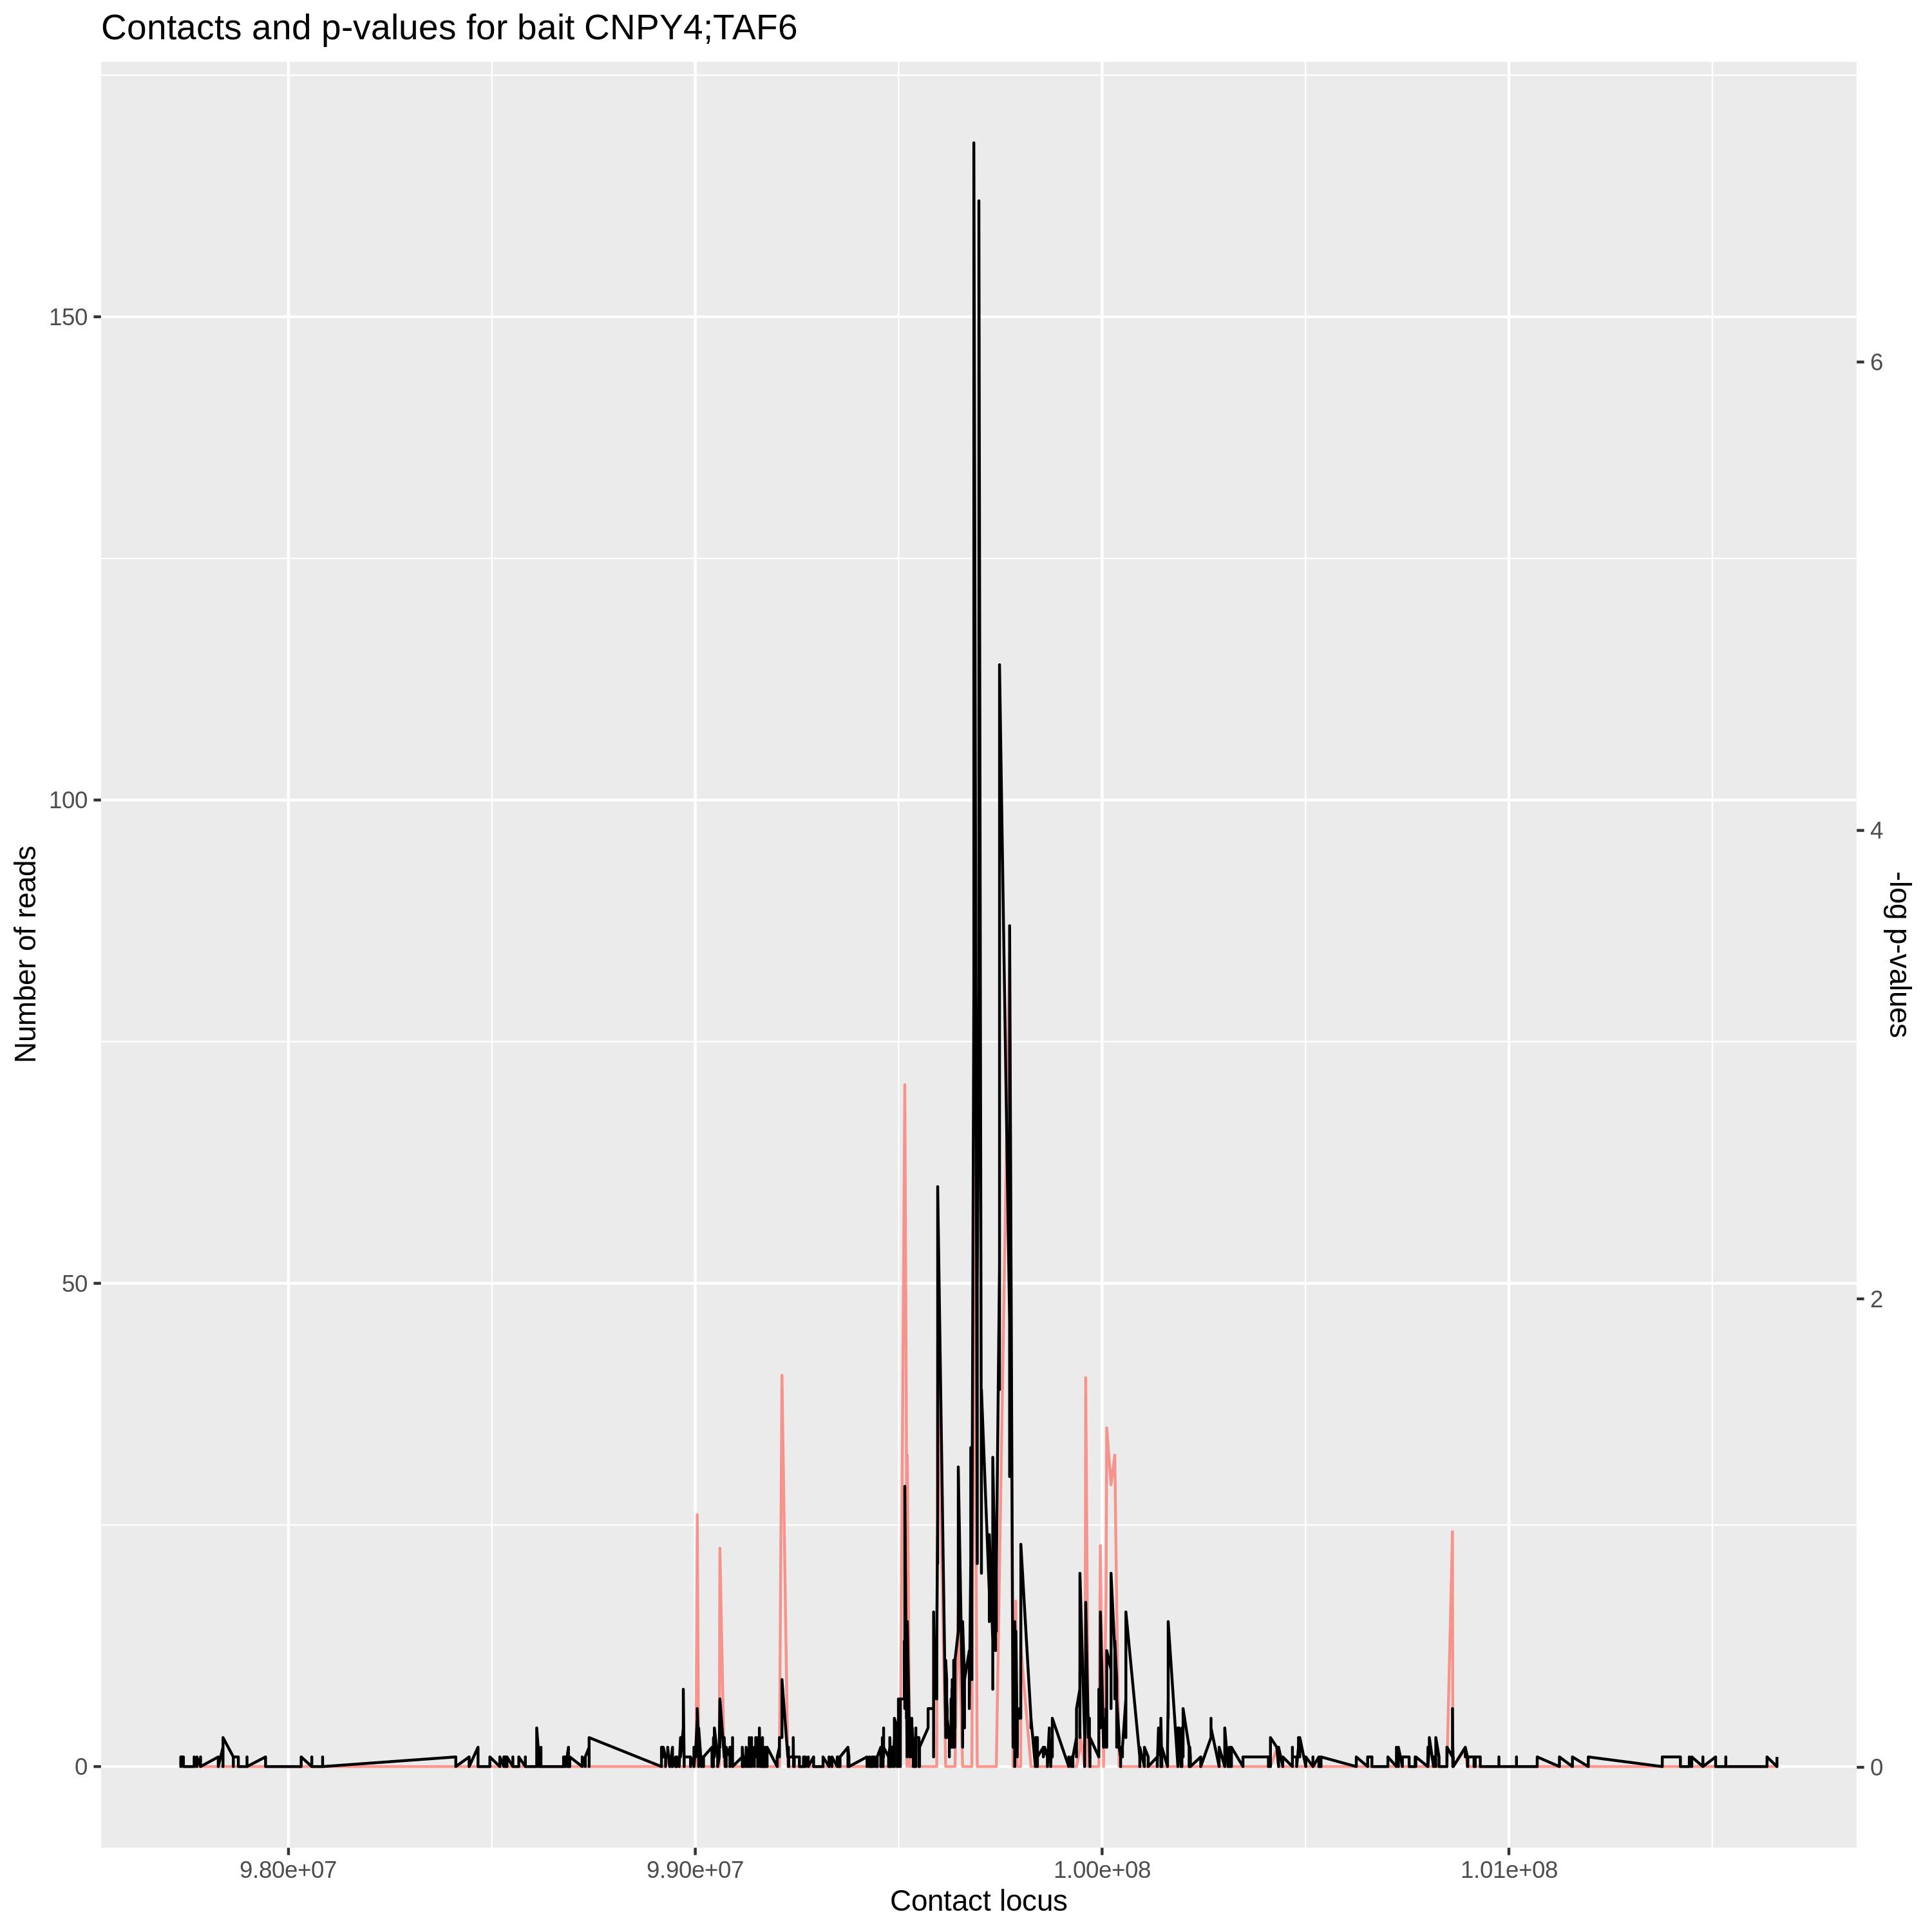 Contacts and p-values for bait CNPY4;TAF6
150
100
50
0
Number of reads
6
4
2
0
-log p-values
9.80e+07
9.90e+07
1.00e+08
1.01e+08
Contact locus